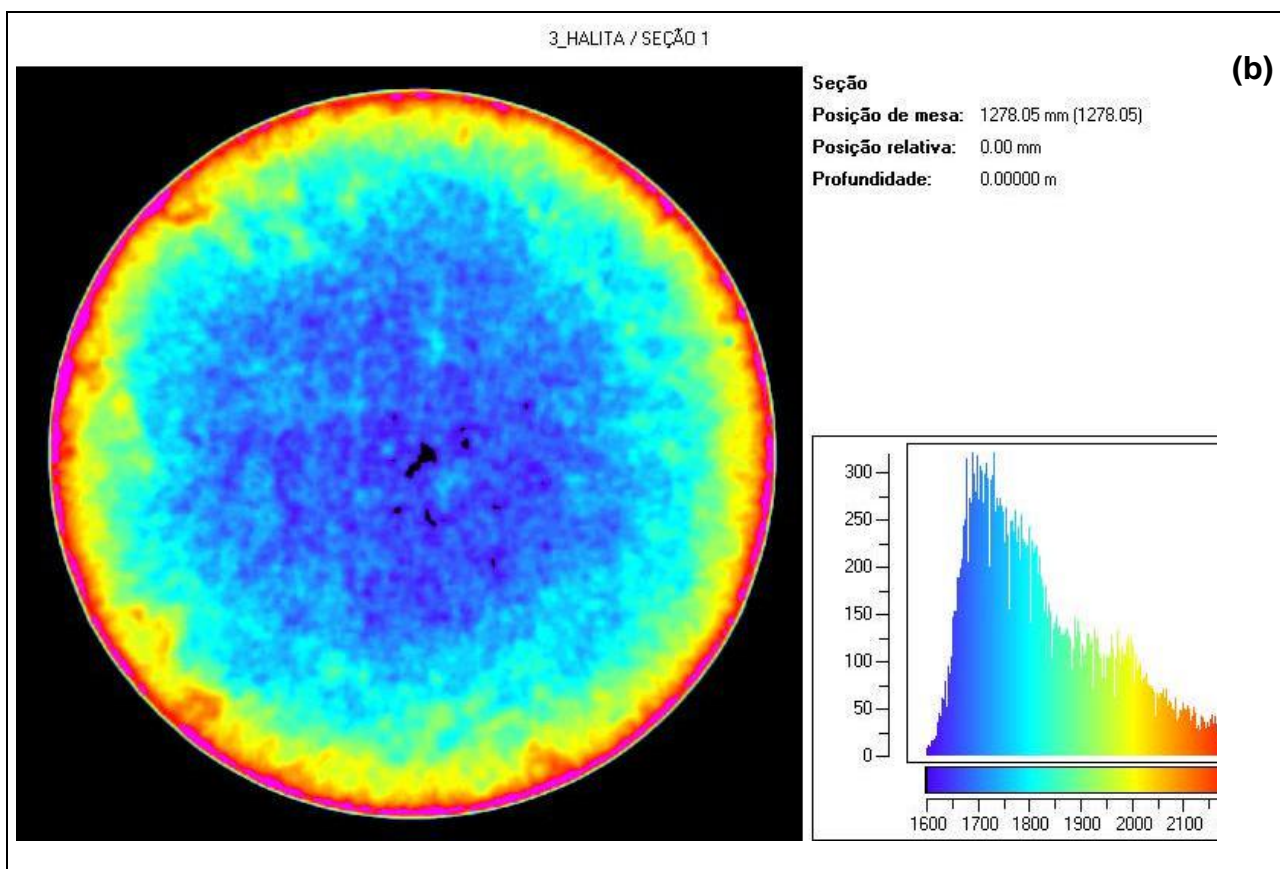 3_HALITA / SEÇÃO 1
(b)
Seção
Posição de mesa: 1278.05 mm (1278.05)
Posição relativa: 0.00 mm
Profundidade: 0.00000 m
300
250
200
150
100
50
0
1600 1700 1800 1900 2000 2100